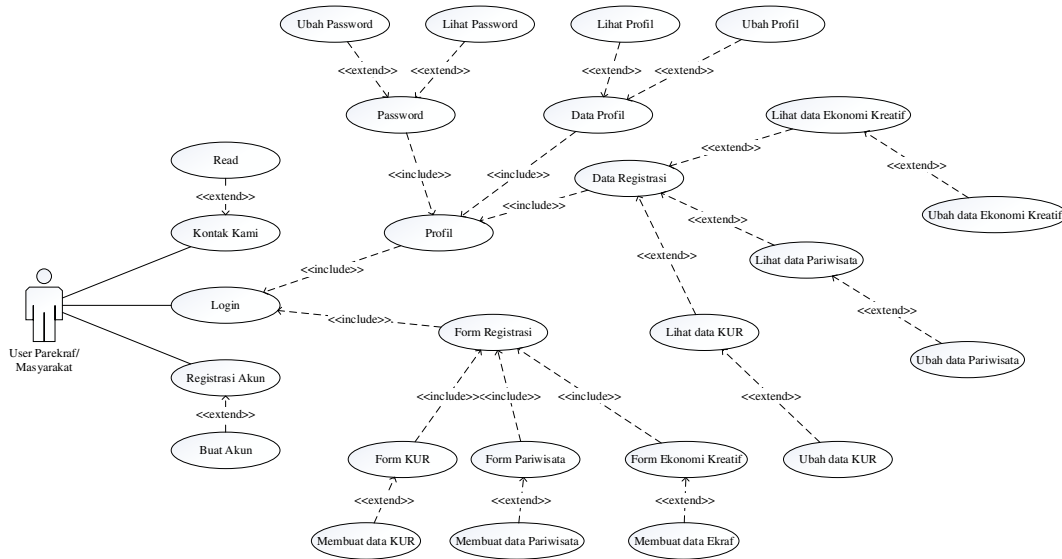 Ubah Password
Lihat Password
Lihat Profil
Ubah Profil
<<extend>>
<<extend>>
<<extend>>
<<extend>>
Password
Data Profil
Lihat data Ekonomi Kreatif
<<extend>>
Read
<<extend>>
<<include>>
<<include>>
Data Registrasi
<<extend>>
<<include>>
Ubah data Ekonomi Kreatif
Kontak Kami
Profil
<<extend>>
<<extend>>
Lihat data Pariwisata
<<include>>
Login
<<extend>>
<<include>>
Form Registrasi
Lihat data KUR
User Parekraf/
Masyarakat
Ubah data Pariwisata
Registrasi Akun
<<include>>
<<include>>
<<include>>
<<extend>>
<<extend>>
Buat Akun
Form KUR
Form Pariwisata
Form Ekonomi Kreatif
Ubah data KUR
<<extend>>
<<extend>>
<<extend>>
Membuat data KUR
Membuat data Pariwisata
Membuat data Ekraf